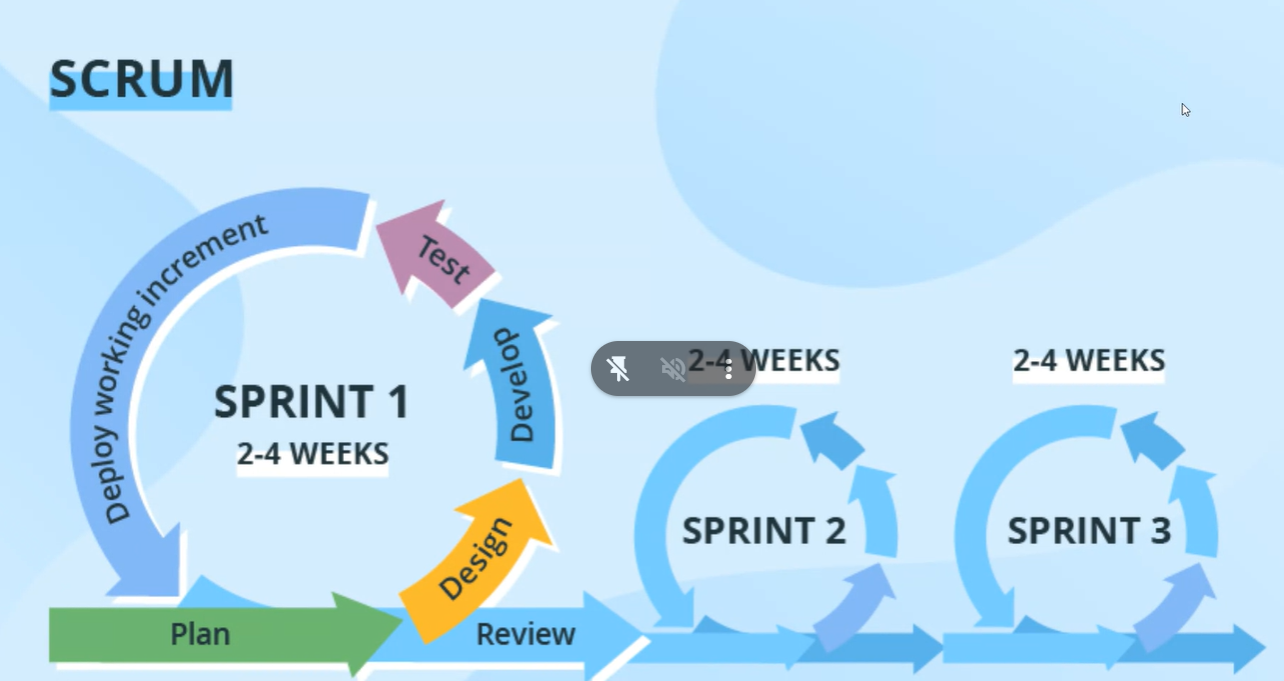 SCRUM
Deploy working increment
Test
Develop
SPRINT 1
2-4 WEEKS
Design
Plan
Review
2-4 WEEKS
SPRINT 2
2-4 WEEKS
SPRINT 3